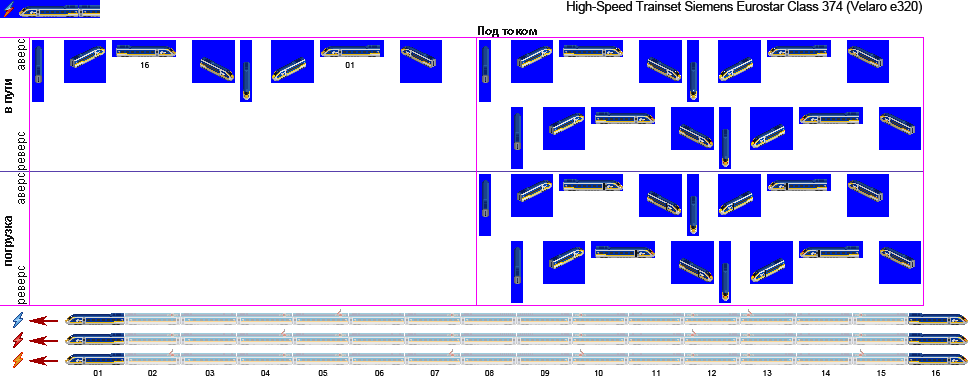 High-Speed Trainset Siemens Eurostar Class 374 (Velaro e320)
Под током
в пути
аверс
реверс
16
01
погрузка
аверс
реверс
01 02 03 04 05 06 07 08 09 10 11 12 13 14 15 16